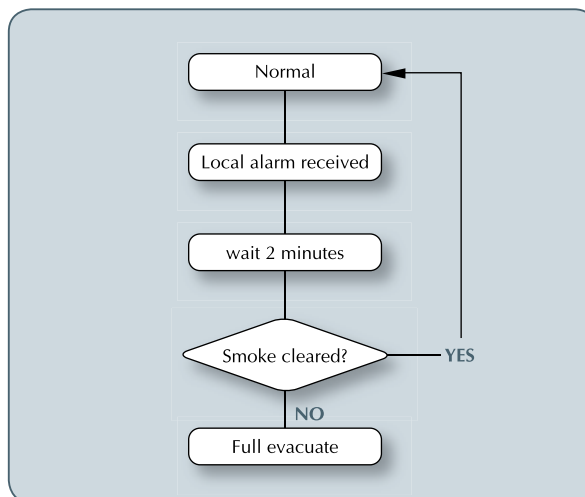 Normal
Local alarm received
wait 2 minutes
Smoke cleared?
YES
NO
Full evacuate